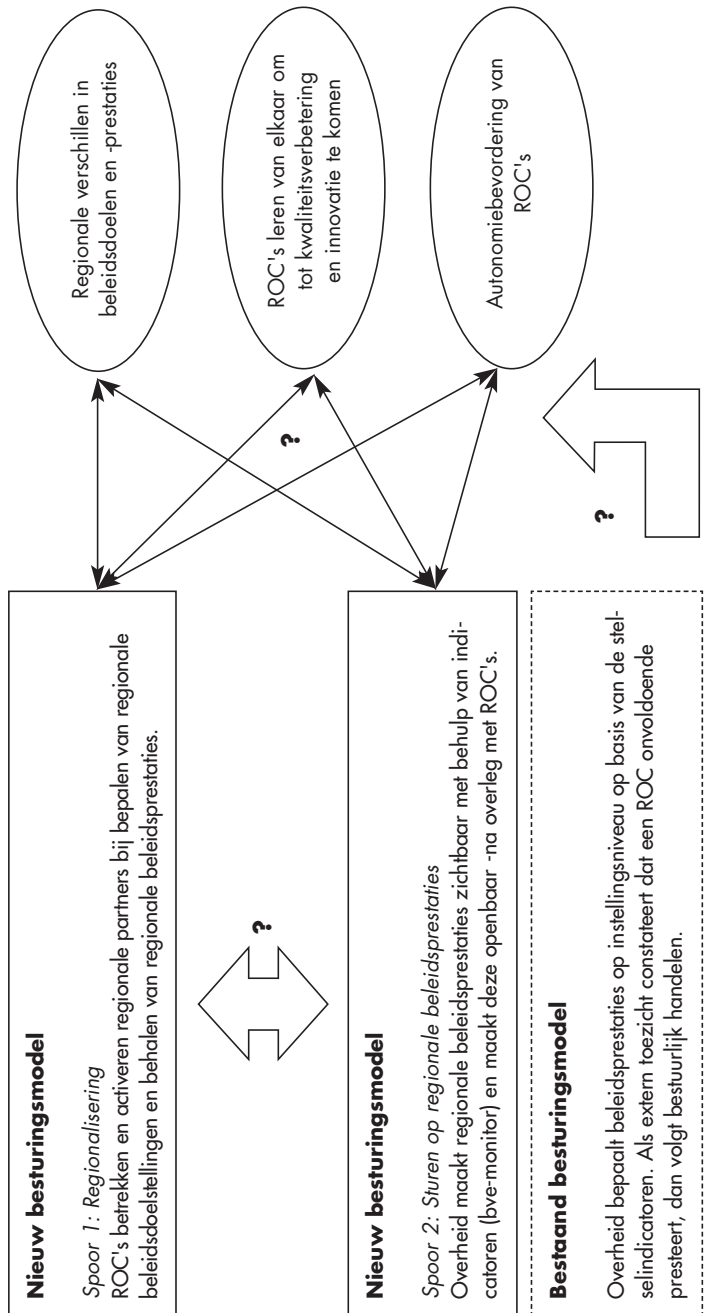 Nieuw besturingsmodel
Spoor 1: Regionalisering
ROC's betrekken en activeren regionale partners bij bepalen van regionale
beleidsdoelstellingen en behalen van regionale beleidsprestaties.
?
Nieuw besturingsmodel
Spoor 2: Sturen op regionale beleidsprestaties
Overheid maakt regionale beleidsprestaties zichtbaar met behulp van indi-
catoren (bve-monitor) en maakt deze openbaar -na overleg met ROC's.
Bestaand besturingsmodel
Overheid bepaalt beleidsprestaties op instellingsniveau op basis van de stel-
selindicatoren. Als extern toezicht constateert dat een ROC onvoldoende
presteert, dan volgt bestuurlijk handelen.
?
?
Regionale verschillen in
beleidsdoelen en -prestaties
ROC's leren van elkaar om
tot kwaliteitsverbetering
en innovatie te komen
Autonomiebevordering van
ROC's